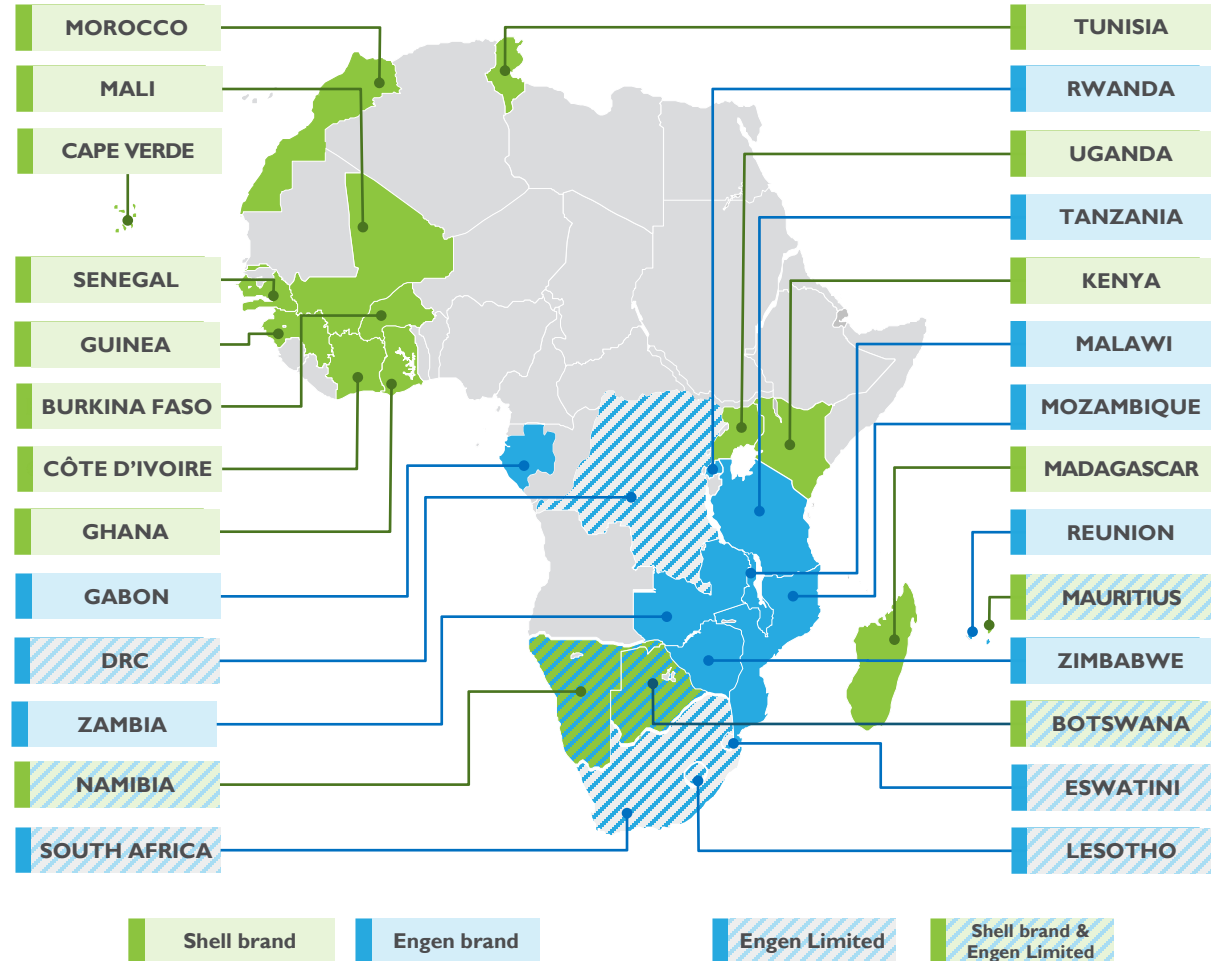 MOROCCO
MALI
CAPE VERDE
SENEGAL
GUINEA
BURKINA FASO
CÔTE D’IVOIRE
GHANA
GABON
DRC
ZAMBIA
NAMIBIA
SOUTH AFRICA
TUNISIA
RWANDA
UGANDA
TANZANIA
KENYA
MALAWI
MOZAMBIQUE
MADAGASCAR
REUNION
MAURITIUS
ZIMBABWE
BOTSWANA
ESWATINI
LESOTHO
Shell brand
Engen brand
Engen Limited
Shell brand &
Engen Limited